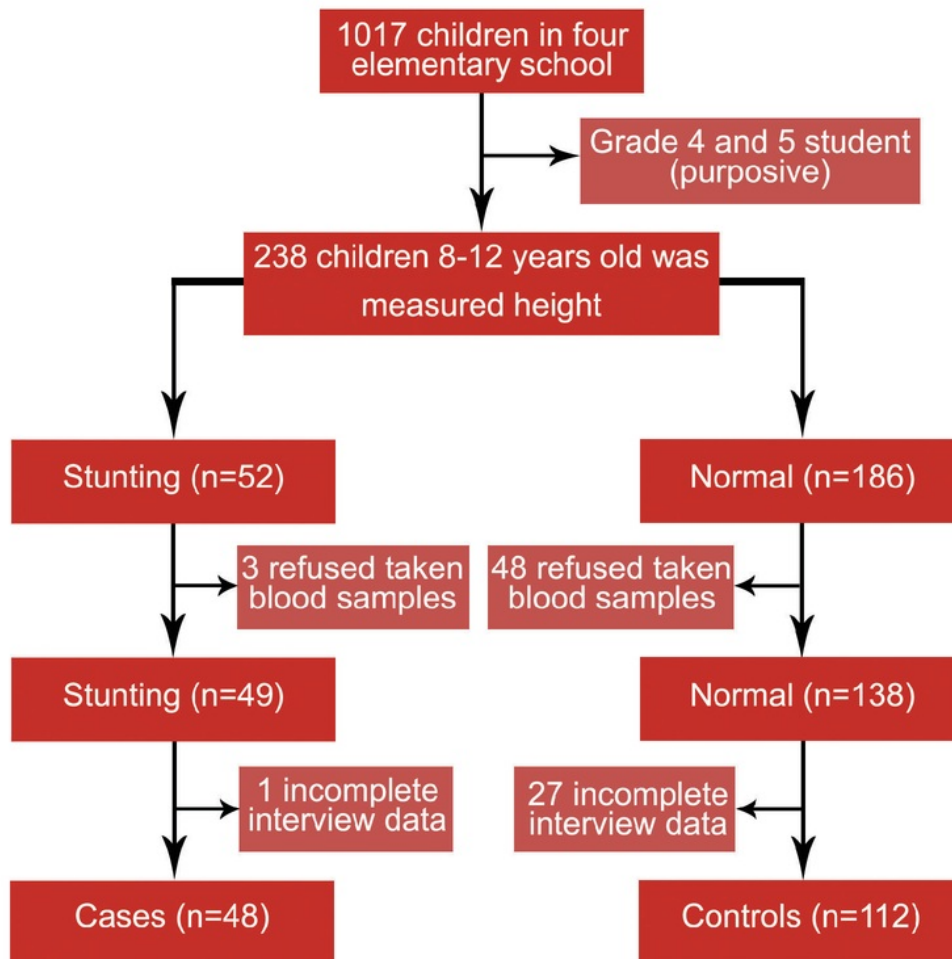 1017 children in four
elementary school
Grade 4 and 5 student
(purposive)
238 children 8-12 years old was
measured height
Stunting (n=52)
Normal (n=186)
3 refused taken
blood samples
48 refused taken
blood samples
Stunting (n=49)
Normal (n=138)
1 incomplete
interview data
27 incomplete
interview data
Cases (n=48)
Controls (n=112)